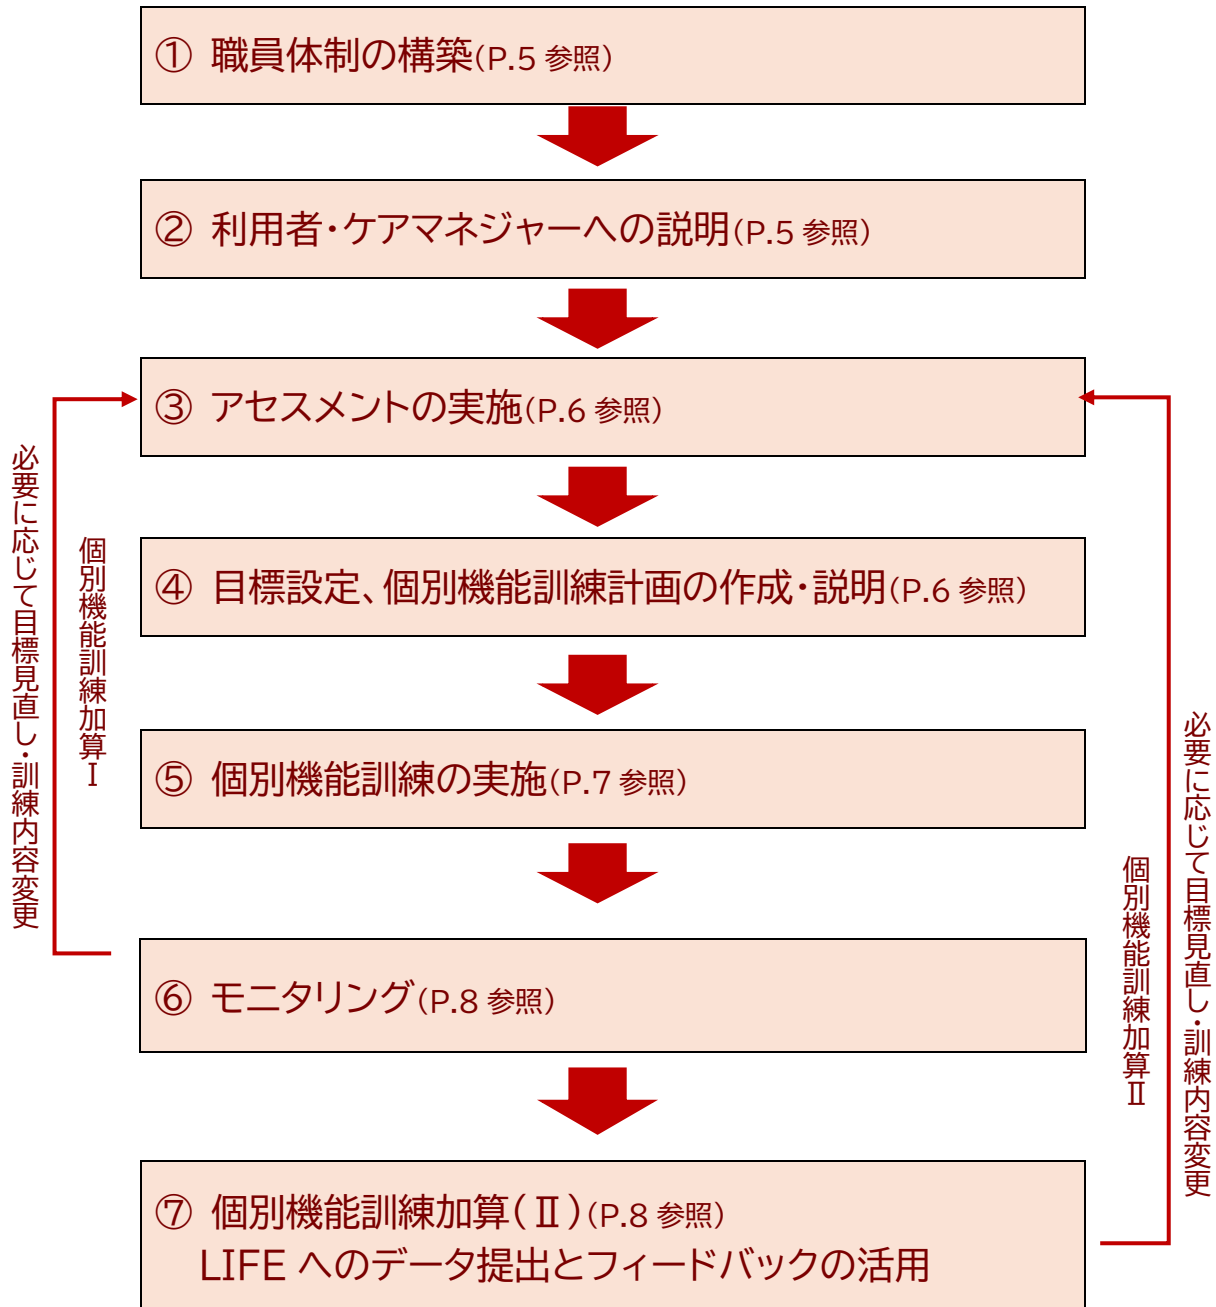 ① 職員体制の構築(P.5 参照)
② 利用者・ケアマネジャーへの説明(P.5 参照)
③ アセスメントの実施(P.6 参照)
④ 目標設定、個別機能訓練計画の作成・説明(P.6 参照)
⑤ 個別機能訓練の実施(P.7 参照)
⑥ モニタリング(P.8 参照)
⑦ 個別機能訓練加算(Ⅱ)(P.8 参照)
LIFE へのデータ提出とフィードバックの活用
必要に応じて目標見直し・訓練内容変更
個別機能訓練加算Ⅰ
個別機能訓練加算Ⅱ
必要に応じて目標見直し・訓練内容変更